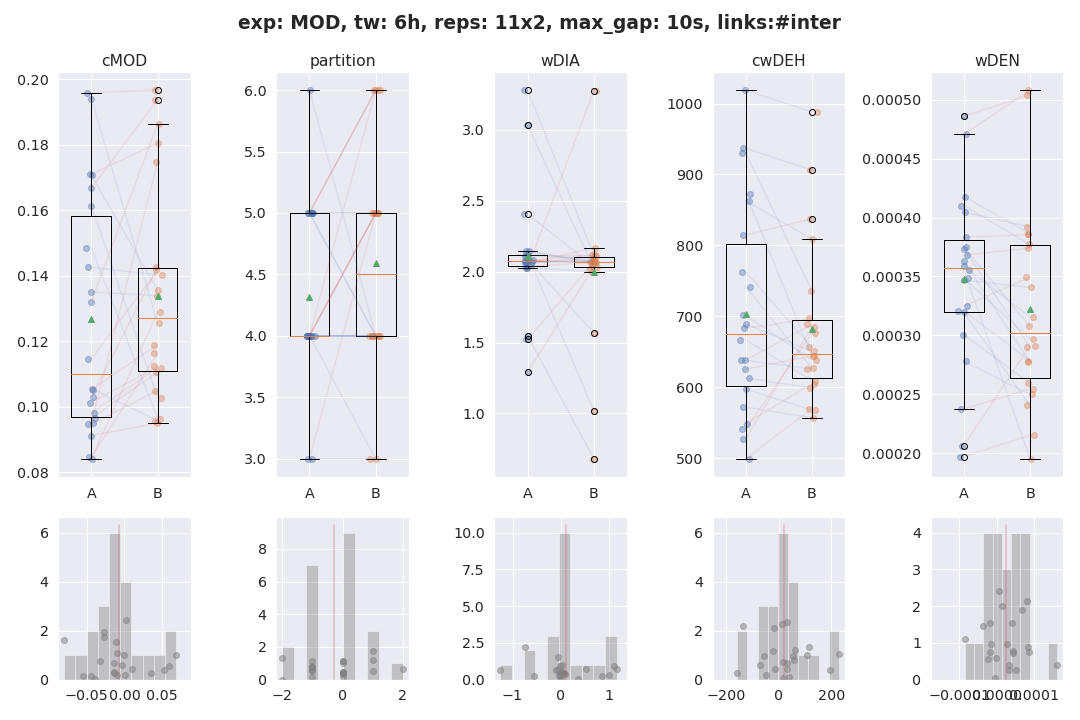 exp: MOD, tw: 6h, reps: 11x2, max_gap: 10s, links:#inter
cMOD partition wDIA cwDEH wDEN
0.20 0.18 0.16 0.14 0.12 0.10 0.08
A B
6.0 5.5 5.0 4.5 4.0 3.5 3.0
A B
3.0 2.5 2.0 1.5 1.0
A B
1000 900 800 700 600 500
A B
0.00050 0.00045 0.00040 0.00035 0.00030 0.00025 0.00020
A B
6 4 2 0
−0.05 0.00 0.05
8 6 4 2 0
−2 0 2
10.0 7.5 5.0 2.5 0.0
−1 0 1
6 4 2 0
−200 0 200
4 3 2 1 0
−0.0001 0.0001